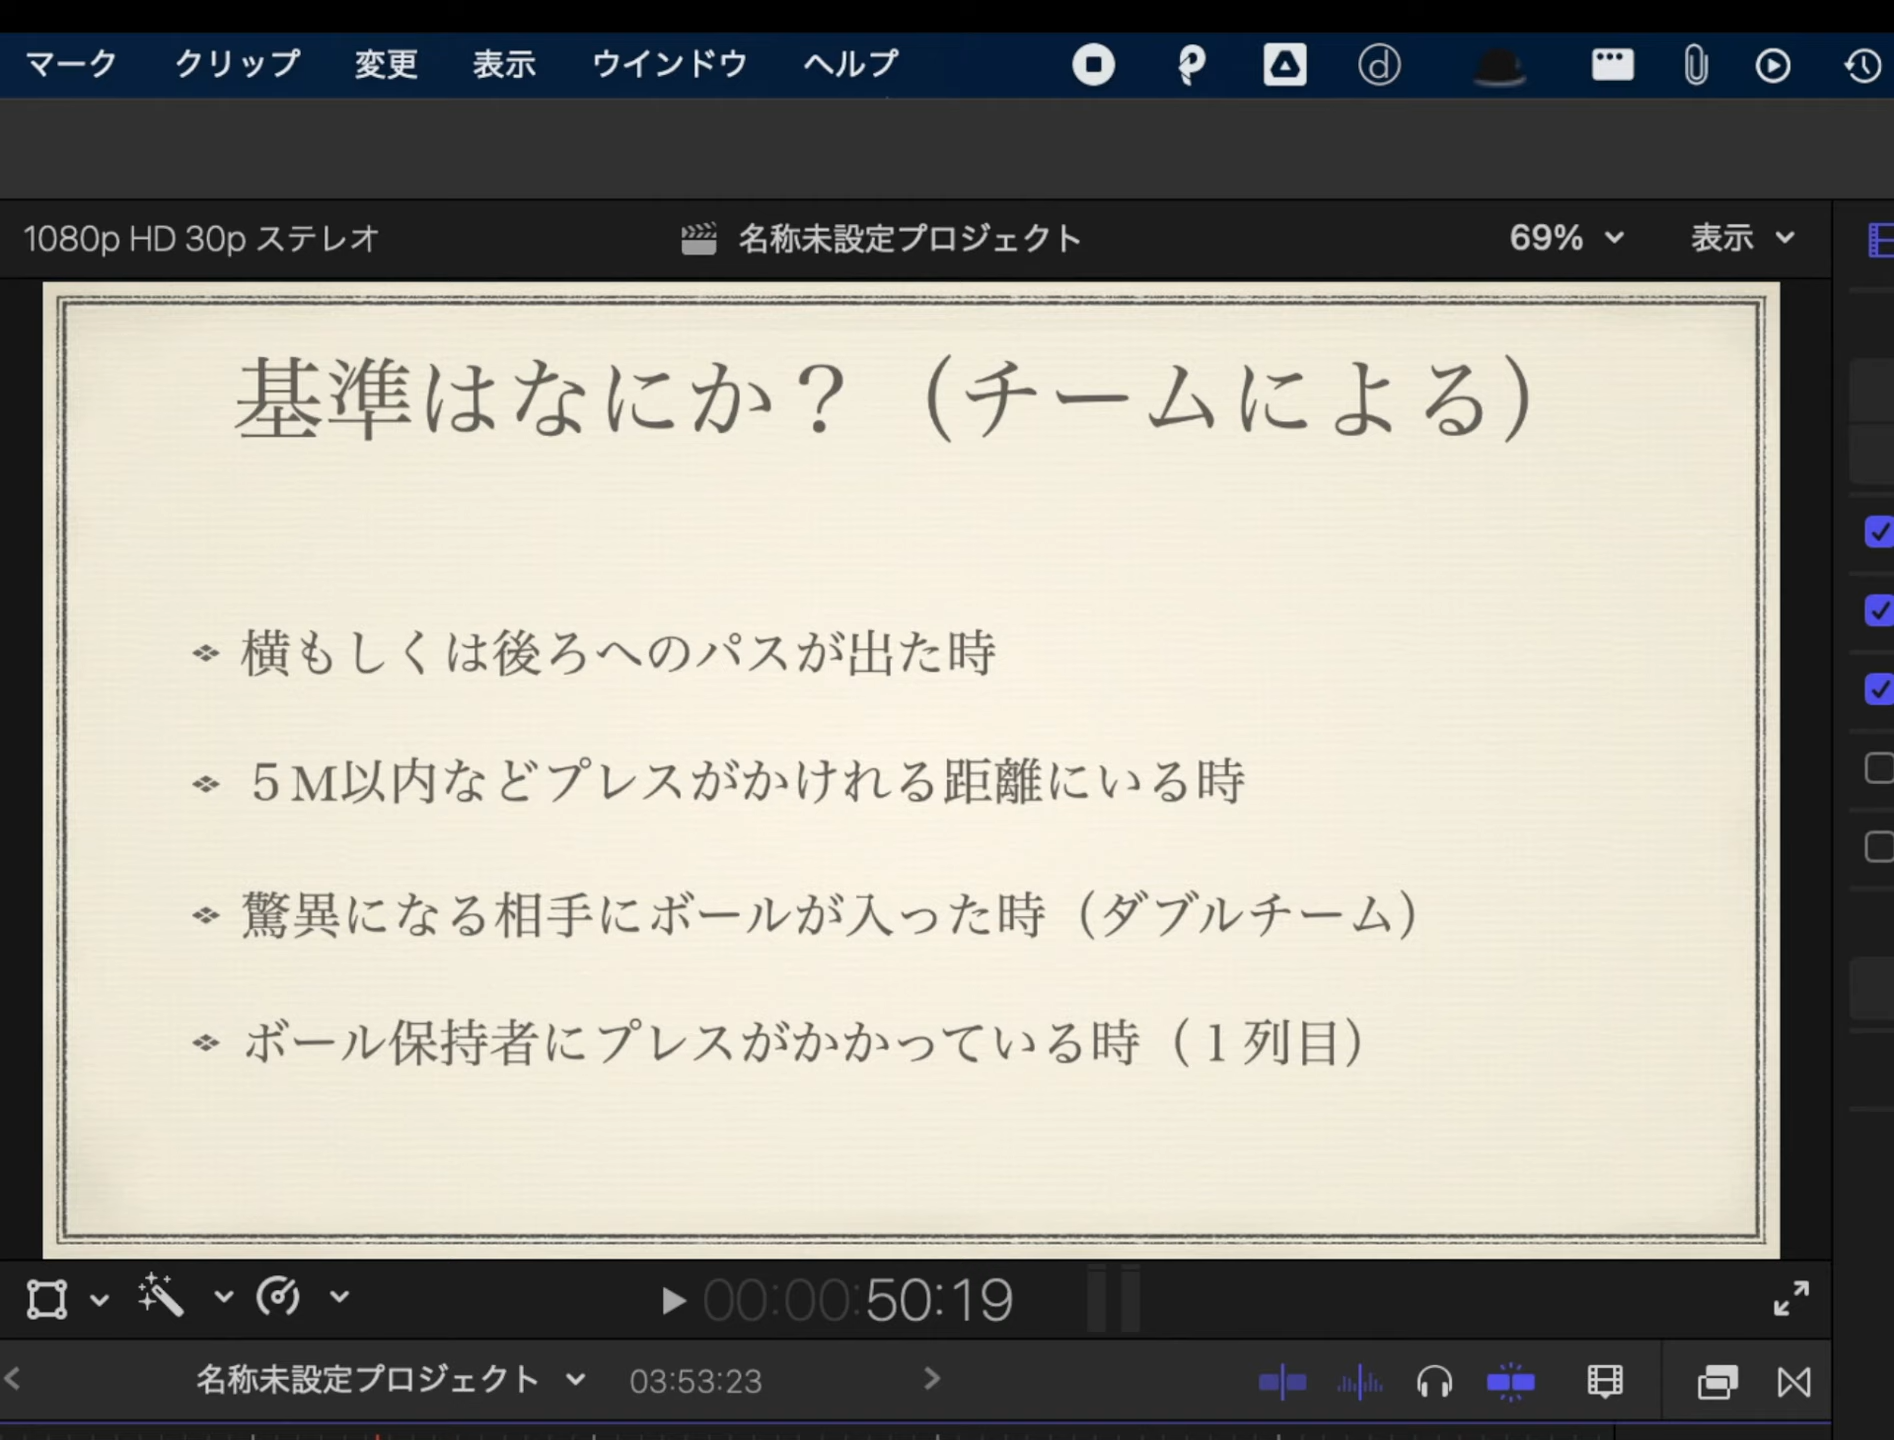 マーク クリップ 変更 表示 ウインドウ ヘルプ
1080p HD 30p ステレオ 名称未設定プロジェクト 69% 表示
基準はなにか？（チームによる）
横もしくは後ろへのパスが出た時
５M以内などプレスがかけれる距離にいる時
驚異になる相手にボールが入った時（ダブルチーム）
ボール保持者にプレスがかかっている時（１列目）
00:00:50:19
名称未設定プロジェクト 03:53:23